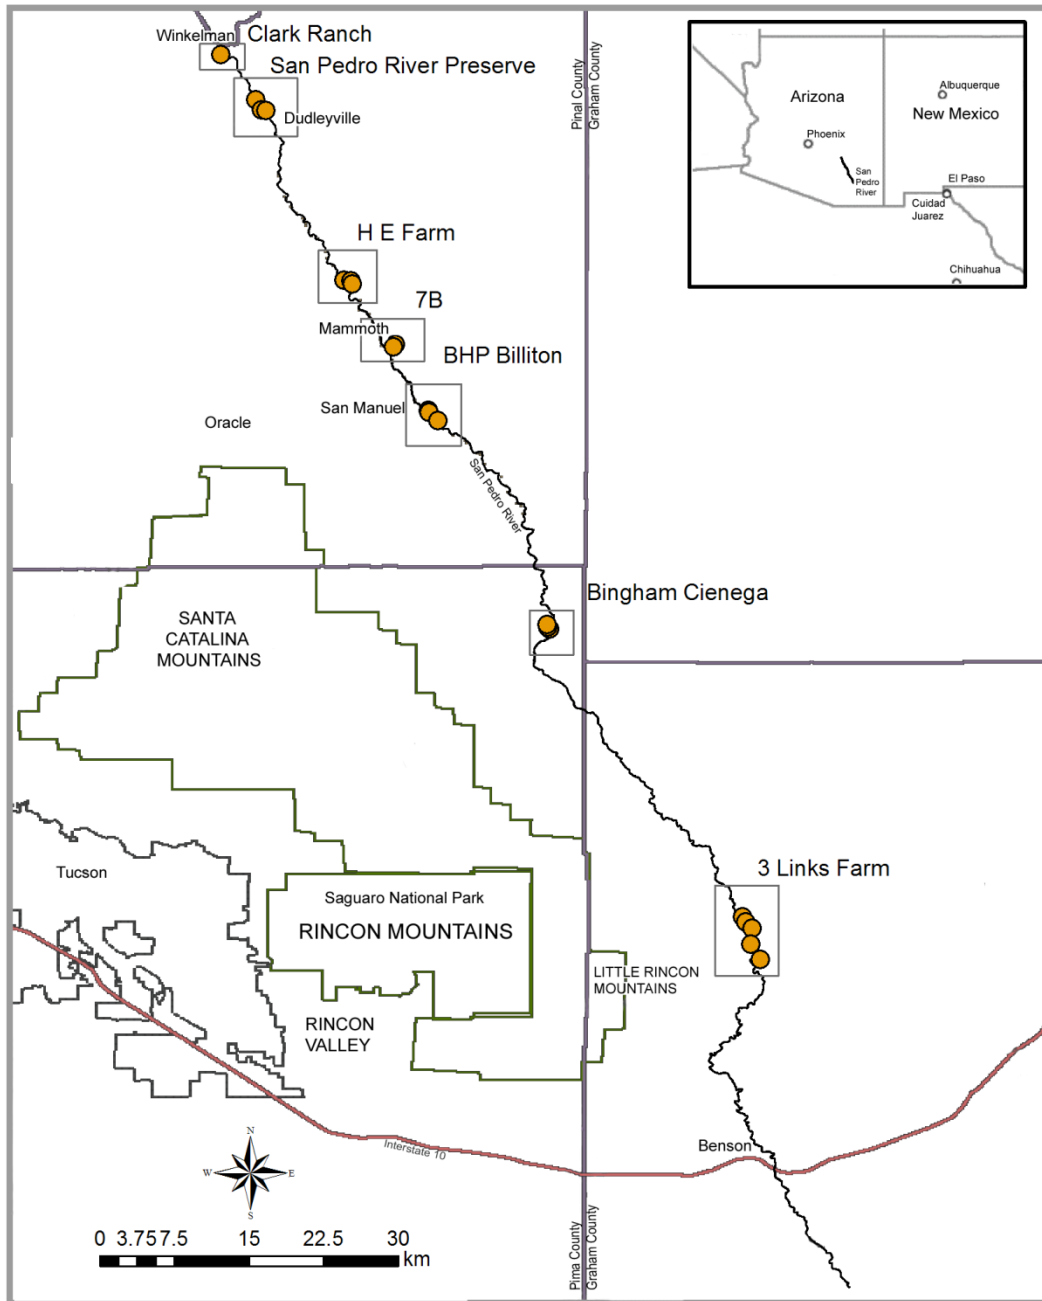 Winkelman
Clark Ranch
San Pedro River Preserve
Dudleyville
Pinal County
Graham County
Arizona
Albuquerque
New Mexico
Phoenix
San
Pedro
River
El Paso
Cuidad
Juarez
Chihuahua
H E Farm
7B
Mammoth
BHP Billiton
San Manuel
Oracle
San Pedro River
Bingham Cienega
SANTA
CATALINA
MOUNTAINS
3 Links Farm
Tucson
Saguaro National Park
RINCON MOUNTAINS
LITTLE RINCON
MOUNTAINS
RINCON
VALLEY
Benson
Interstate 10
N
W
E
S
Pima County
Graham County
0 3.75 7.5 15 22.5 30
km